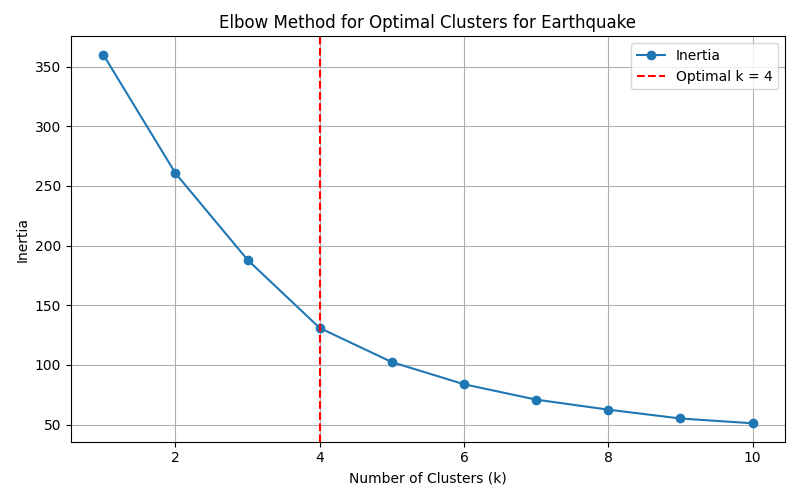 Elbow Method for Optimal Clusters for Earthquake
Inertia
Optimal k = 4
350
300
250
200
150
100
50
Inertia
2 4 6 8 10
Number of Clusters (k)